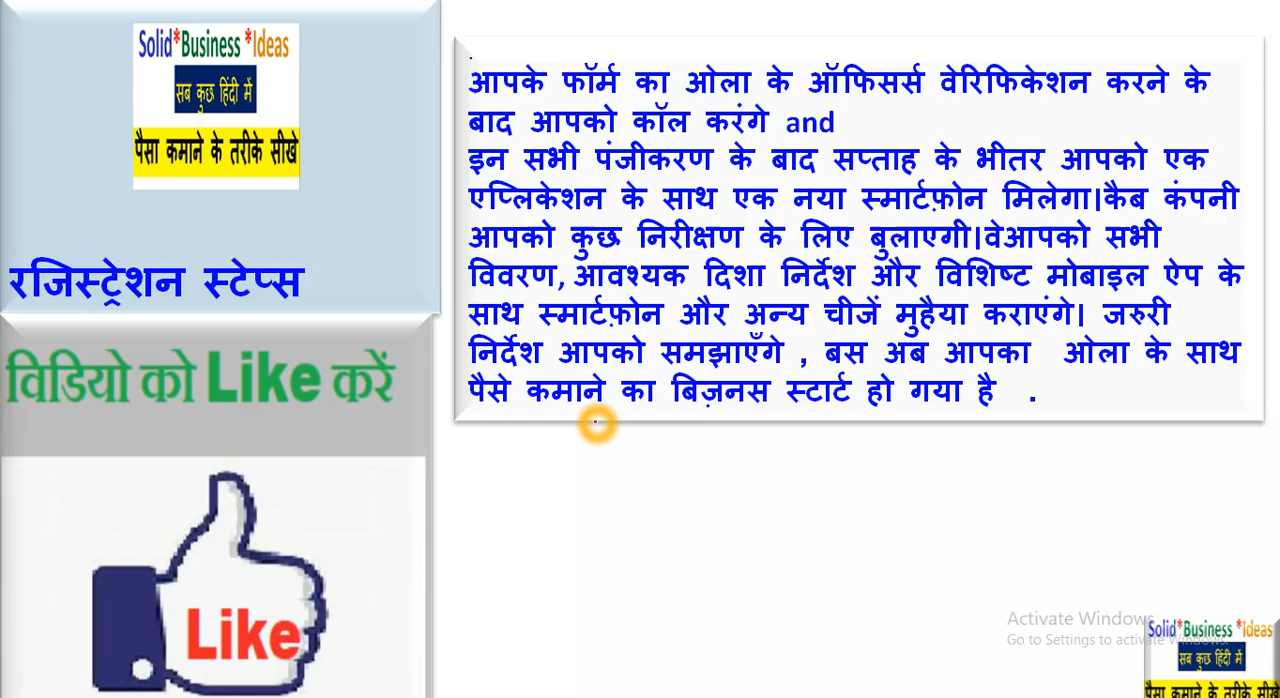 Solid*Business *Ideas
सब कुछ हिंदी में
पैसा कमाने के तरीके सीखे
रजिस्ट्रेशन स्टेप्स
विडियो को Like करें
Like
.
आपके फॉर्म का ओला के ऑफिसर्स वेरिफिकेशन करने के
बाद आपको कॉल करंगे and
इन सभी पंजीकरण के बाद सप्ताह के भीतर आपको एक
एप्लिकेशन के साथ एक नया स्मार्टफ़ोन मिलेगा।कैब कंपनी
आपको कुछ निरीक्षण के लिए बुलाएगी।वेआपको सभी
विवरण,आवश्यक दिशा निर्देश और विशिष्ट मोबाइल ऐप के
साथ स्मार्टफ़ोन और अन्य चीजें मुहैया कराएंगे। जरुरी
निर्देश आपको समझाएँगे , बस अब आपका ओला के साथ
पैसे कमाने का बिज़नस स्टार्ट हो गया है .
Activate Windows
Go to Settings to activate Windows.
Solid*Business *Ideas
सब कुछ हिंदी में
पैसा कमाने के तरीके सीखे